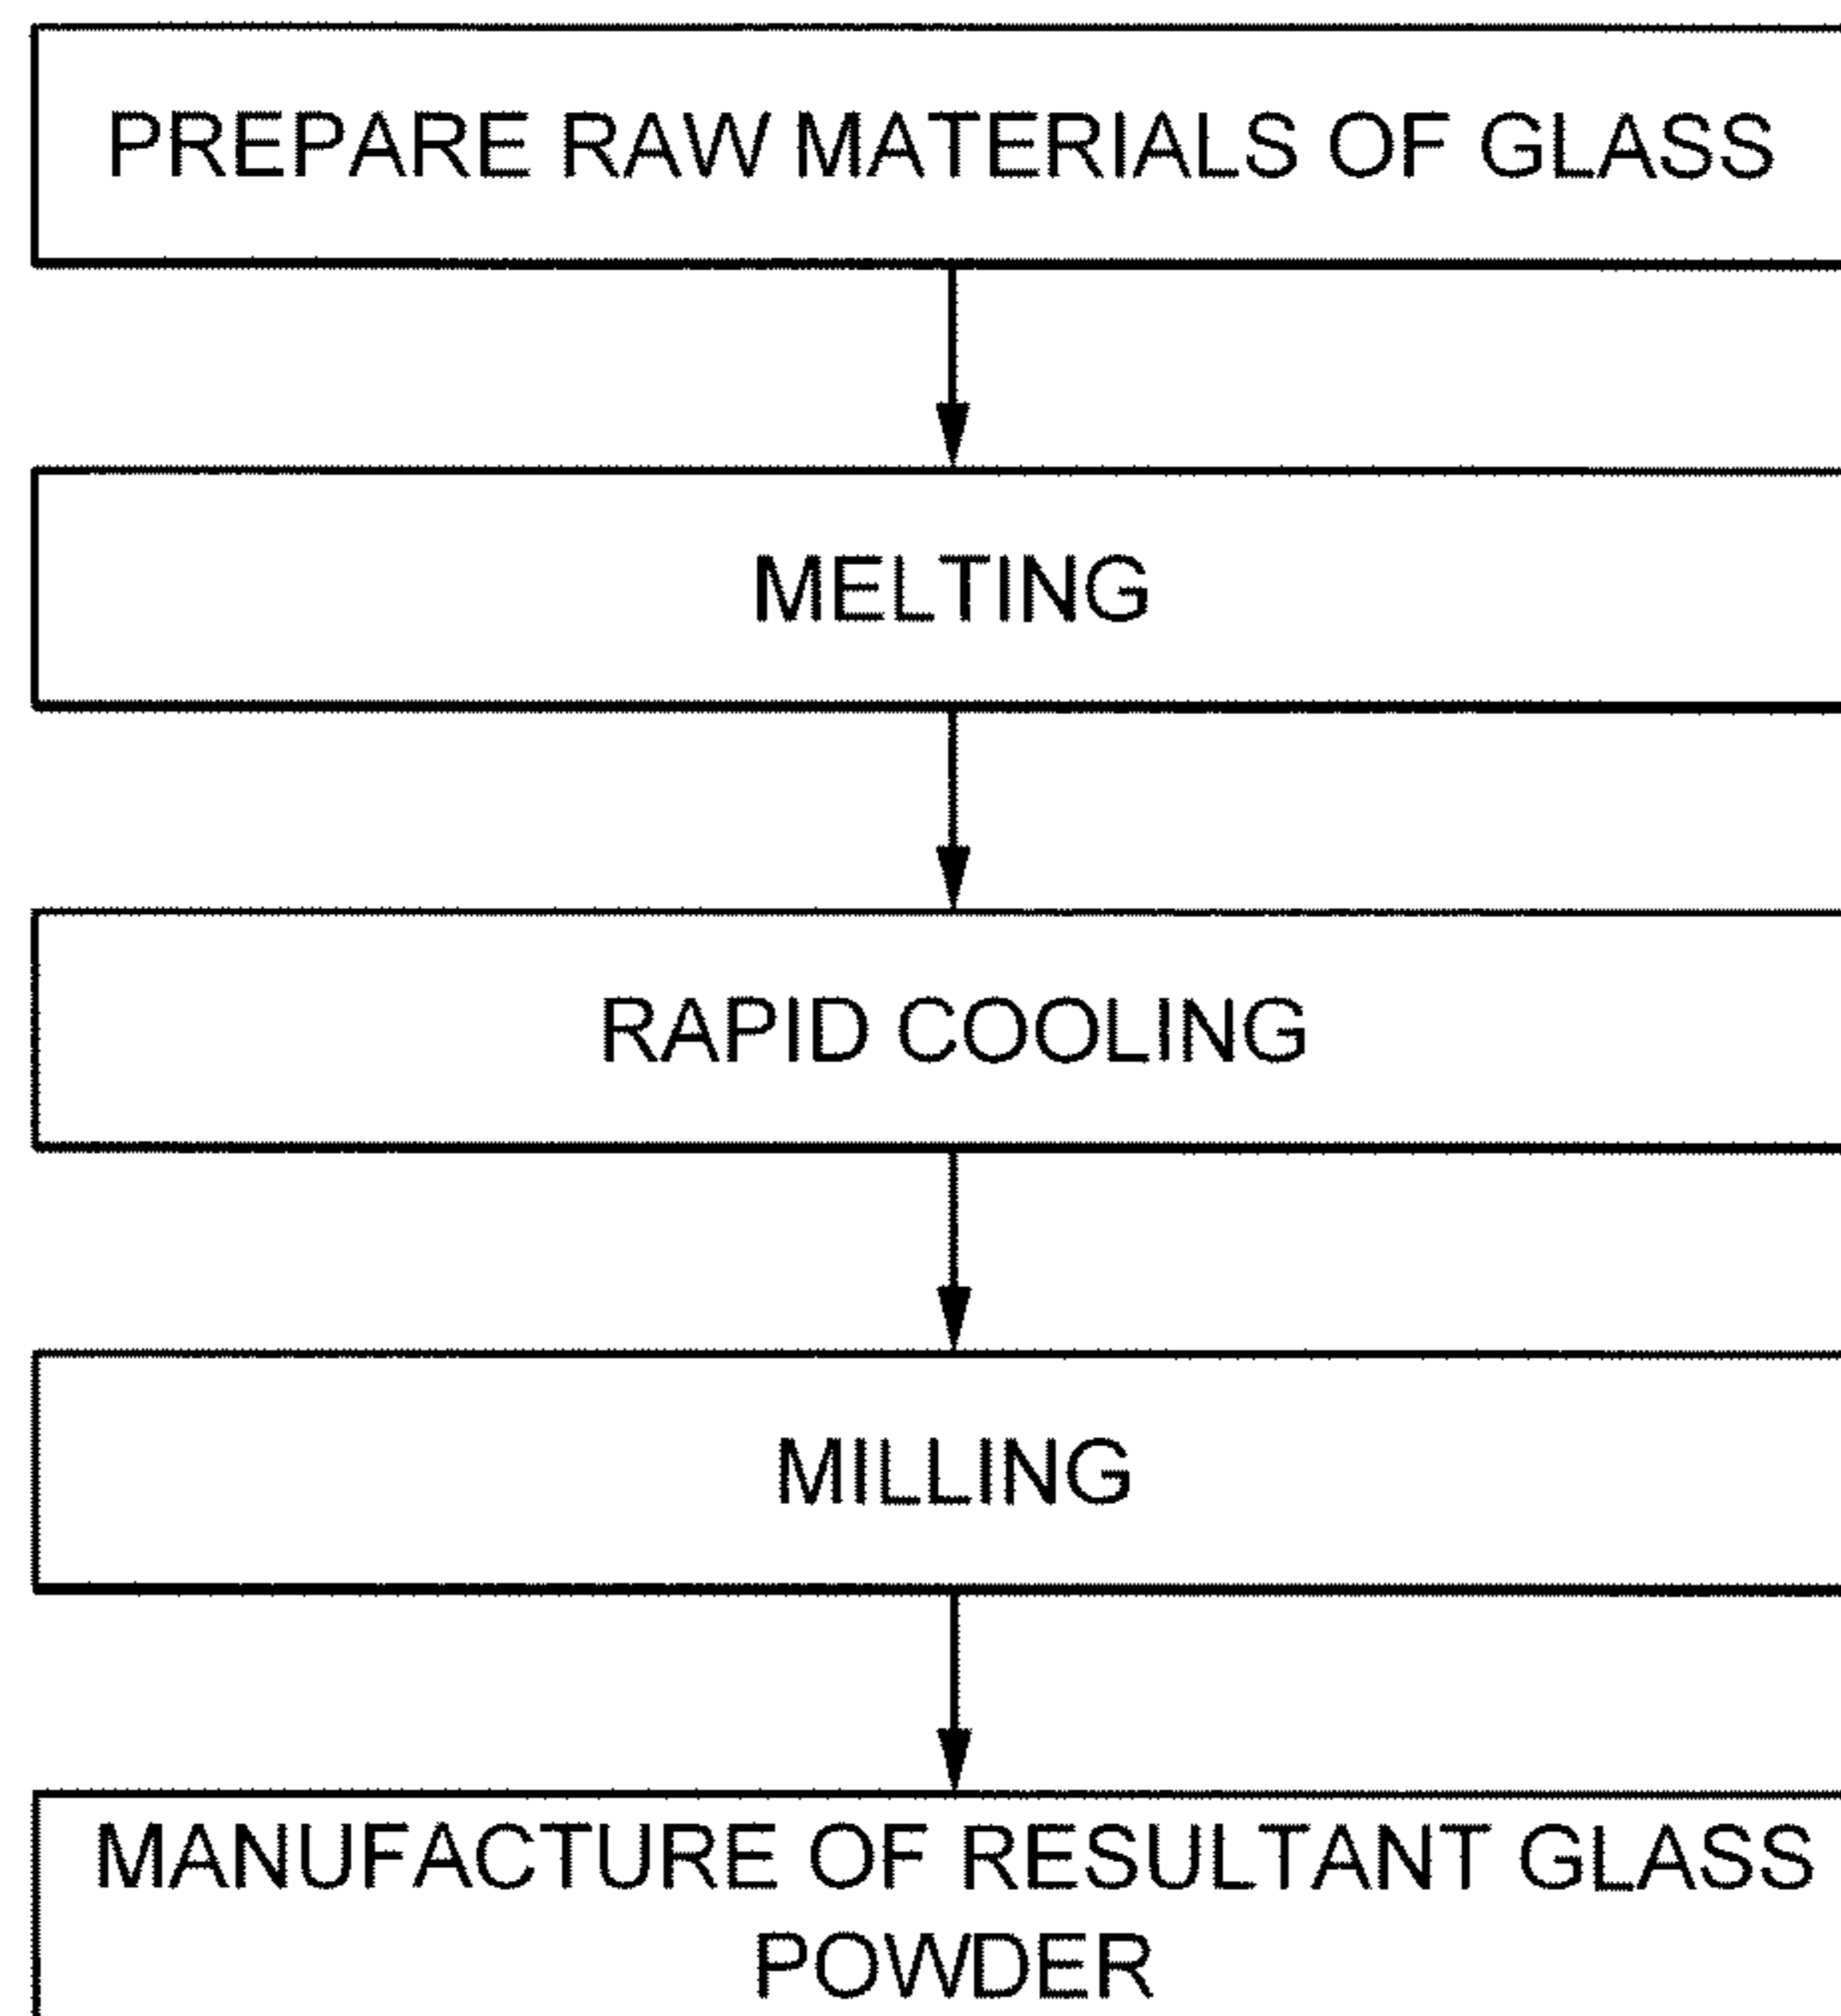 PREPARE RAW MATERIALS OF GLASS
MELTING
RAPID COOLING
MILLING
MANUFACTURE OF RESULTANT GLASS
POWDER